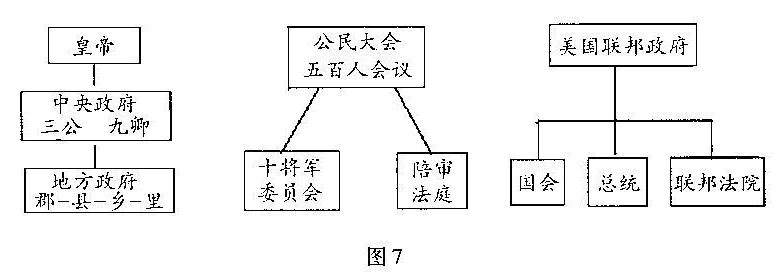 皇帝
中央政府
三公 九卿
地方政府
郡-县-乡-里
公民大会
五百人会议
十将军
委员会
陪审
法庭
美国联邦政府
国会
总统
联邦法院
图7